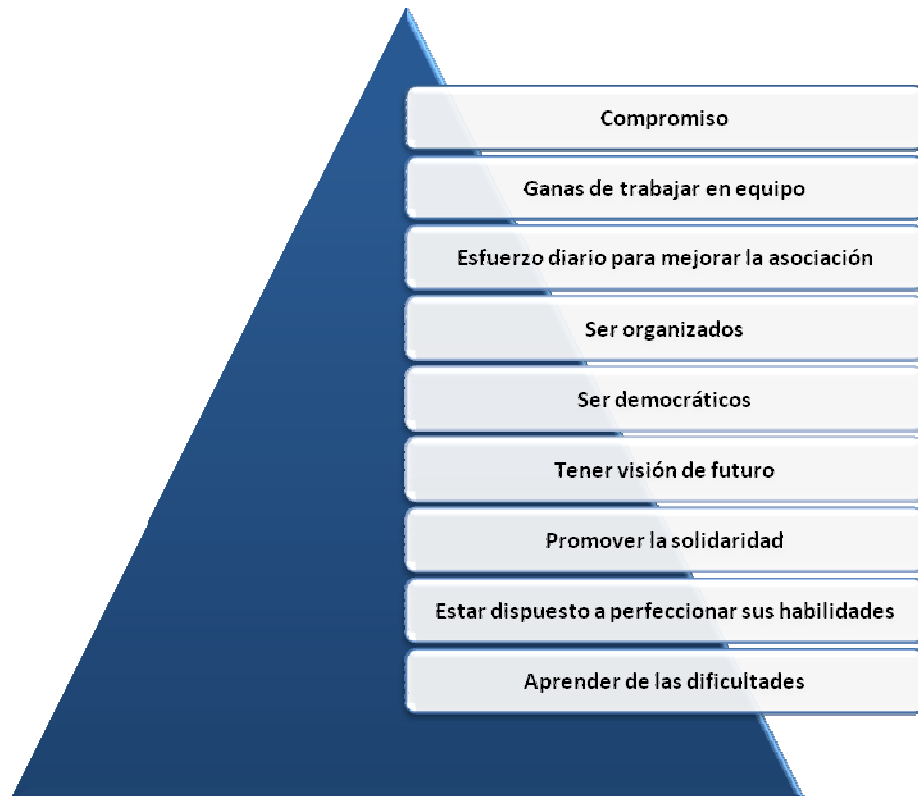 Compromiso
Ganas de trabajar en equipo
Esfuerzo diario para mejorar la asociación
Ser organizados
Ser democráticos
Tener visión de futuro
Promover la solidaridad
Estar dispuesto a perfeccionar sus habilidades
Aprender de las dificultades